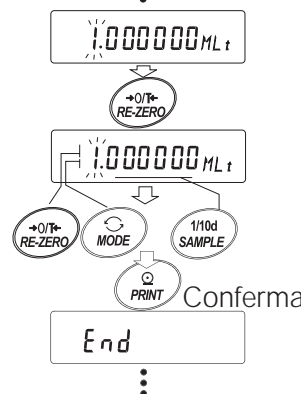 1.000000 MLt
→0/T←
RE-ZERO
1.000000 MLt
→0/T←
RE-ZERO
MODE
1/10d
SAMPLE
PRINT
Conferma
End